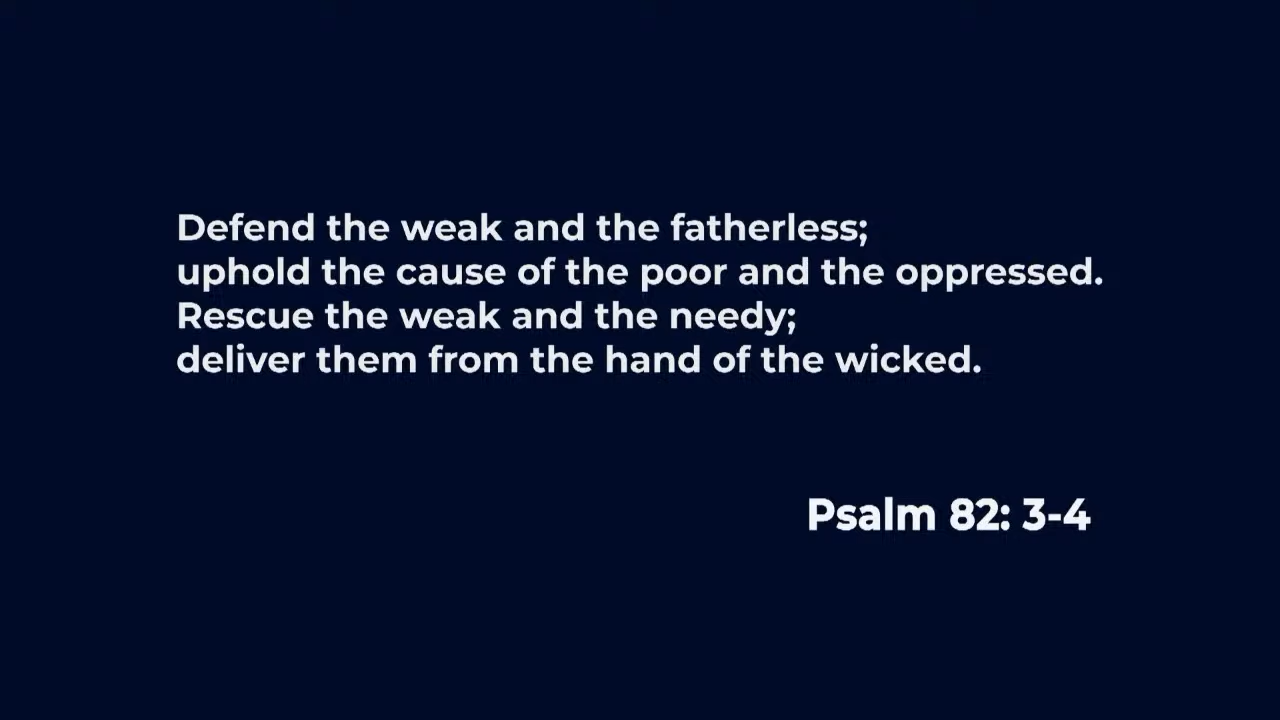 Defend the weak and the fatherless;
uphold the cause of the poor and the oppressed.
Rescue the weak and the needy;
deliver them from the hand of the wicked.
Psalm 82: 3-4